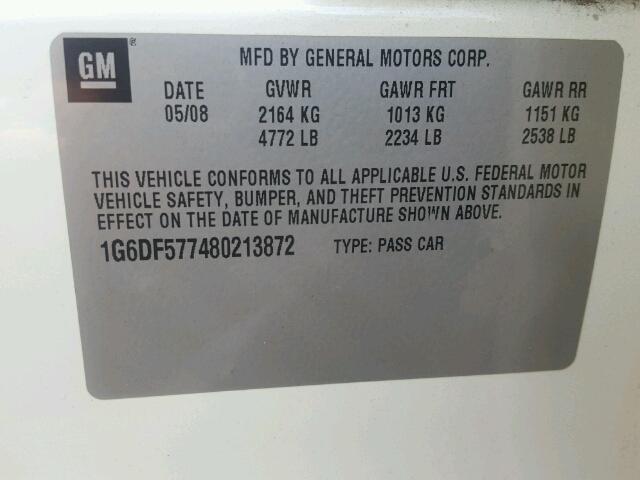 GM ®
MFD BY GENERAL MOTORS CORP.
DATE GVWR GAWR FRT GAWR RR
05/08 2164 KG 1013 KG 1151 KG
4772 LB 2234 LB 2538 LB
THIS VEHICLE CONFORMS TO ALL APPLICABLE U.S. FEDERAL MOTOR
VEHICLE SAFETY, BUMPER, AND THEFT PREVENTION STANDARDS IN
EFFECT ON THE DATE OF MANUFACTURE SHOWN ABOVE.
1G6DF577480213872 TYPE: PASS CAR